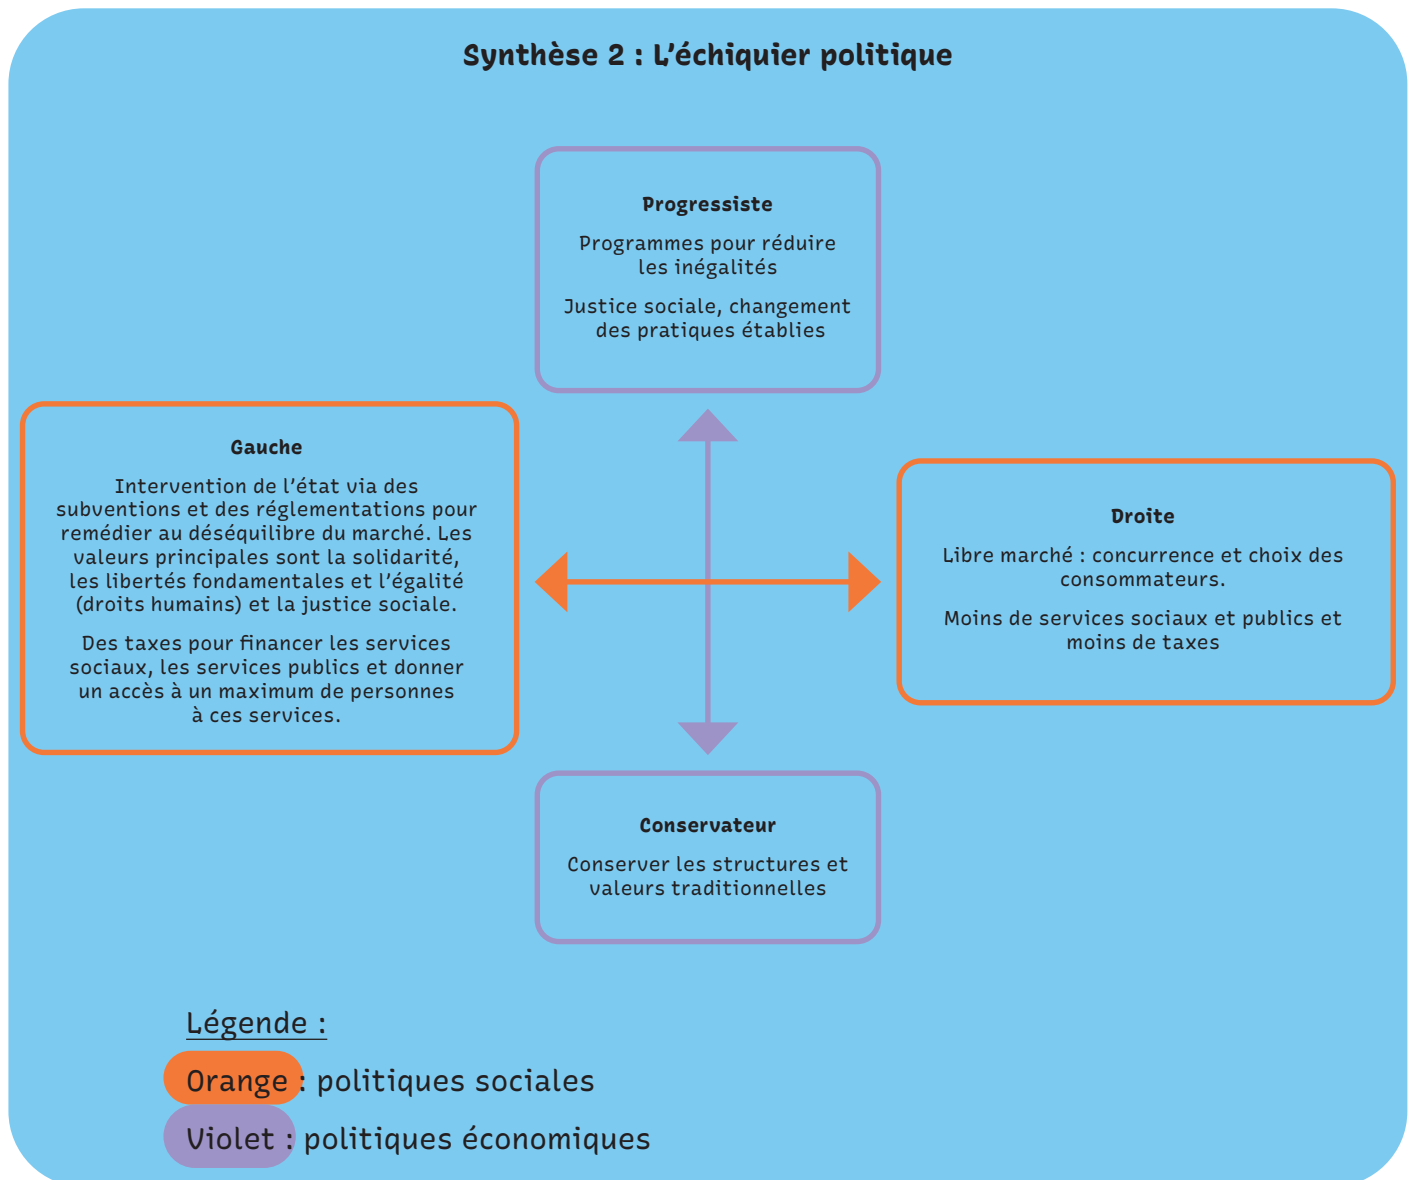 Synthèse 2 : L’échiquier politique
Progressiste
Programmes pour réduire
les inégalités
Justice sociale, changement
des pratiques établies
Gauche
Intervention de l’état via des
subventions et des réglementations pour
remédier au déséquilibre du marché. Les
valeurs principales sont la solidarité,
les libertés fondamentales et l’égalité
(droits humains) et la justice sociale.
Des taxes pour financer les services
sociaux, les services publics et donner
un accès à un maximum de personnes
à ces services.
Droite
Libre marché : concurrence et choix des
consommateurs.
Moins de services sociaux et publics et
moins de taxes
Conservateur
Conserver les structures et
valeurs traditionnelles
Légende :
Orange : politiques sociales
Violet : politiques économiques